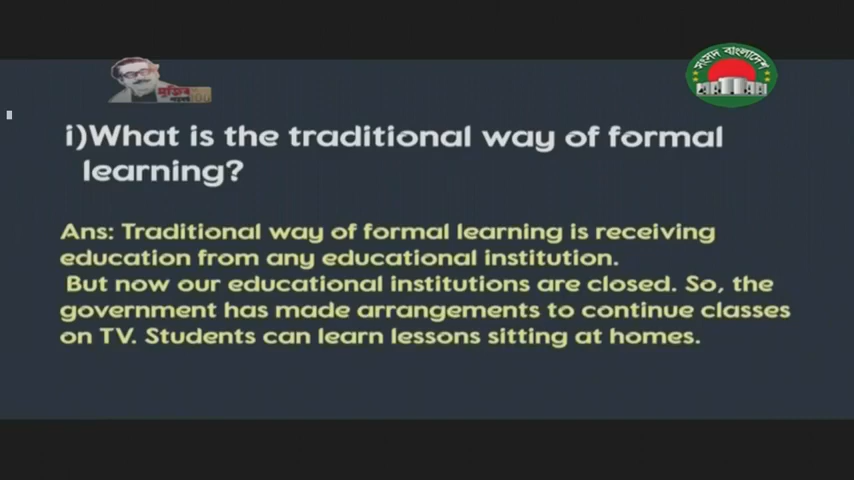 সংসদ বাংলাদেশ
মুজিব
100
i)What is the traditional way of formal
learning?
Ans: Traditional way of formal learning is receiving
education from any educational institution.
But now our educational institutions are closed. So, the
government has made arrangements to continue classes
on TV. Students can learn lessons sitting at homes.